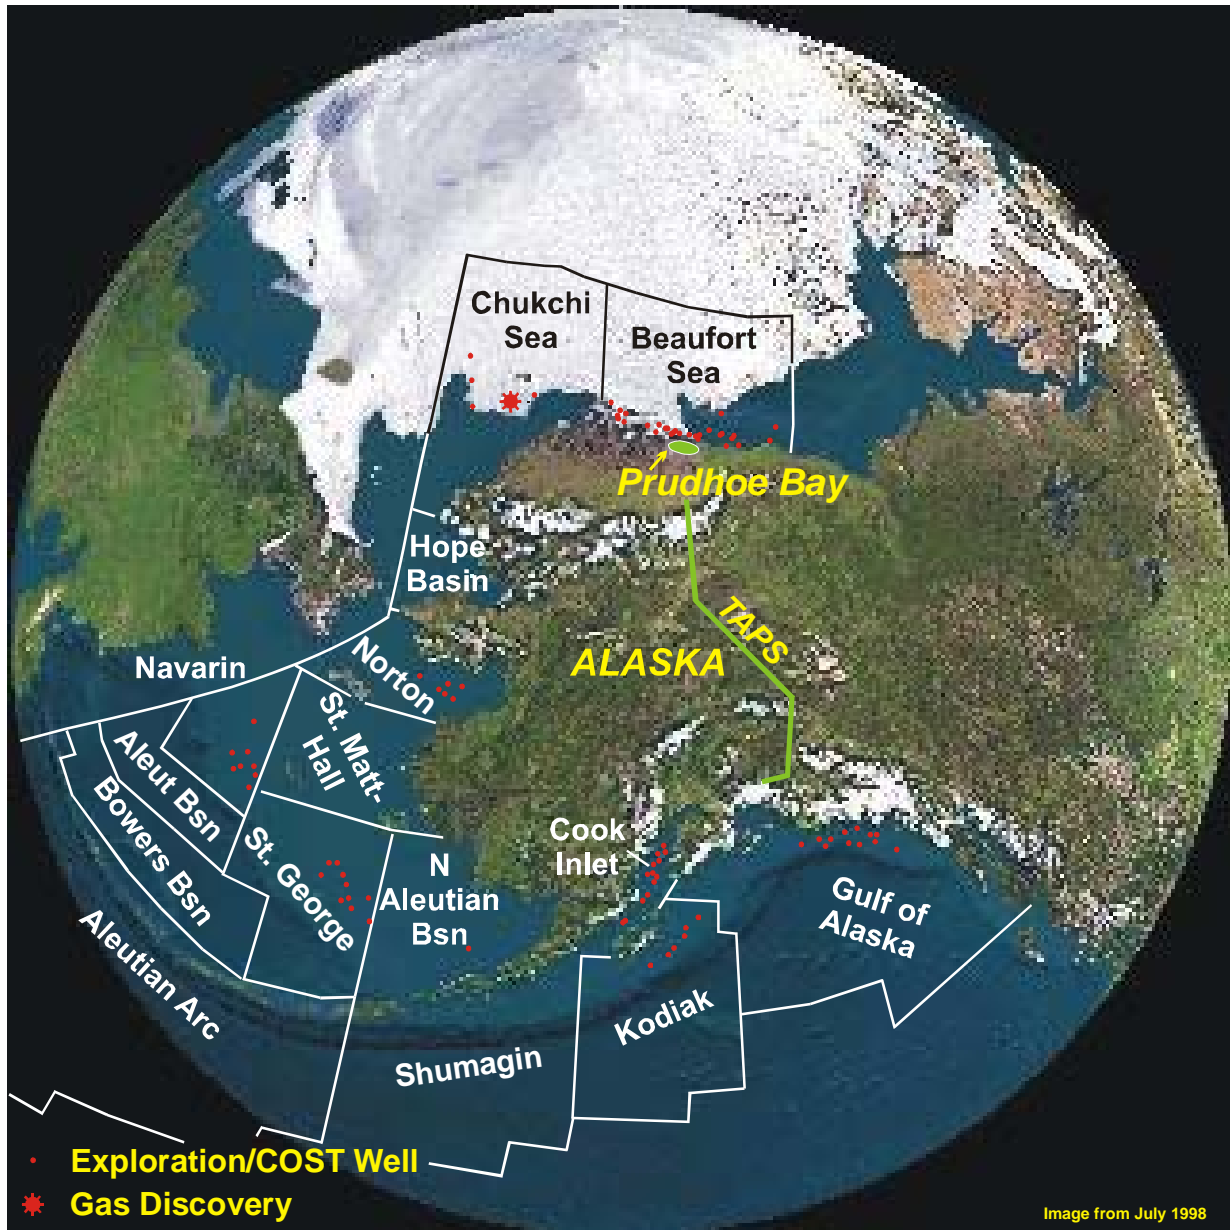 Chukchi
Sea
Beaufort
Sea
Prudhoe Bay
Hope
Basin
TAPS
ALASKA
Navarin
Norton
St. Matt-
Hall
Aleut Bsn
Bowers Bsn
St. George
Aleutian Arc
N
Aleutian
Bsn
Cook
Inlet
Gulf of
Alaska
Kodiak
Shumagin
Exploration/COST Well
Gas Discovery
Image from July 1998